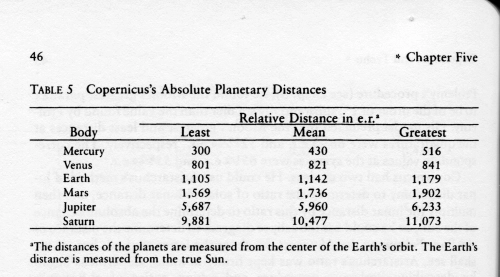 46
* Chapter Five
TABLE 5 Copernicus's Absolute Planetary Distances
Relative Distance in e.r.ª
Body Least Mean Greatest
Mercury 300 430 516
Venus 801 821 841
Earth 1,105 1,142 1,179
Mars 1,569 1,736 1,902
Jupiter 5,687 5,960 6,233
Saturn 9,881 10,477 11,073
ªThe distances of the planets are measured from the center of the Earth's orbit. The Earth's
distance is measured from the true Sun.